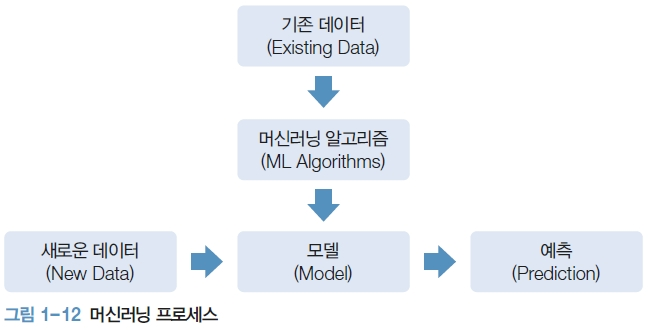 기존 데이터
(Existing Data)
머신러닝 알고리즘
(ML Algorithms)
새로운 데이터
(New Data)
모델
(Model)
예측
(Prediction)
그림 1-12 머신러닝 프로세스